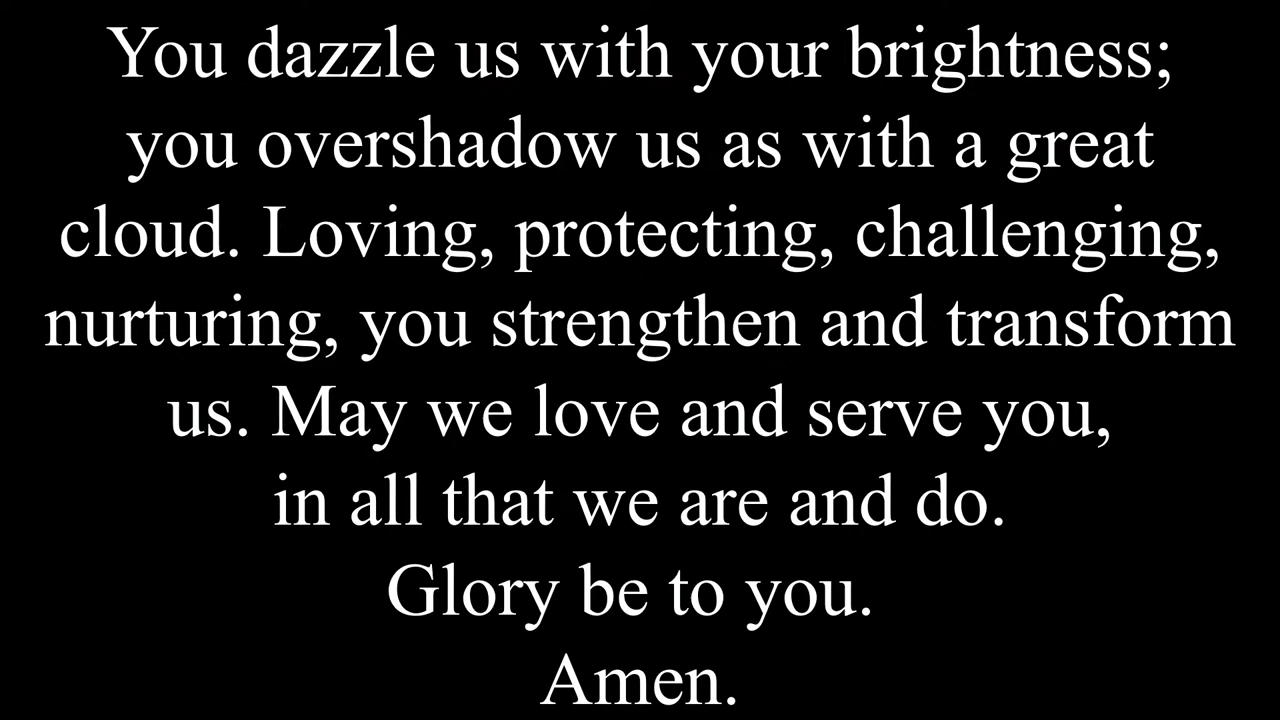 You dazzle us with your brightness;
you overshadow us as with a great
cloud. Loving, protecting, challenging,
nurturing, you strengthen and transform
us. May we love and serve you,
in all that we are and do.
Glory be to you.
Amen.